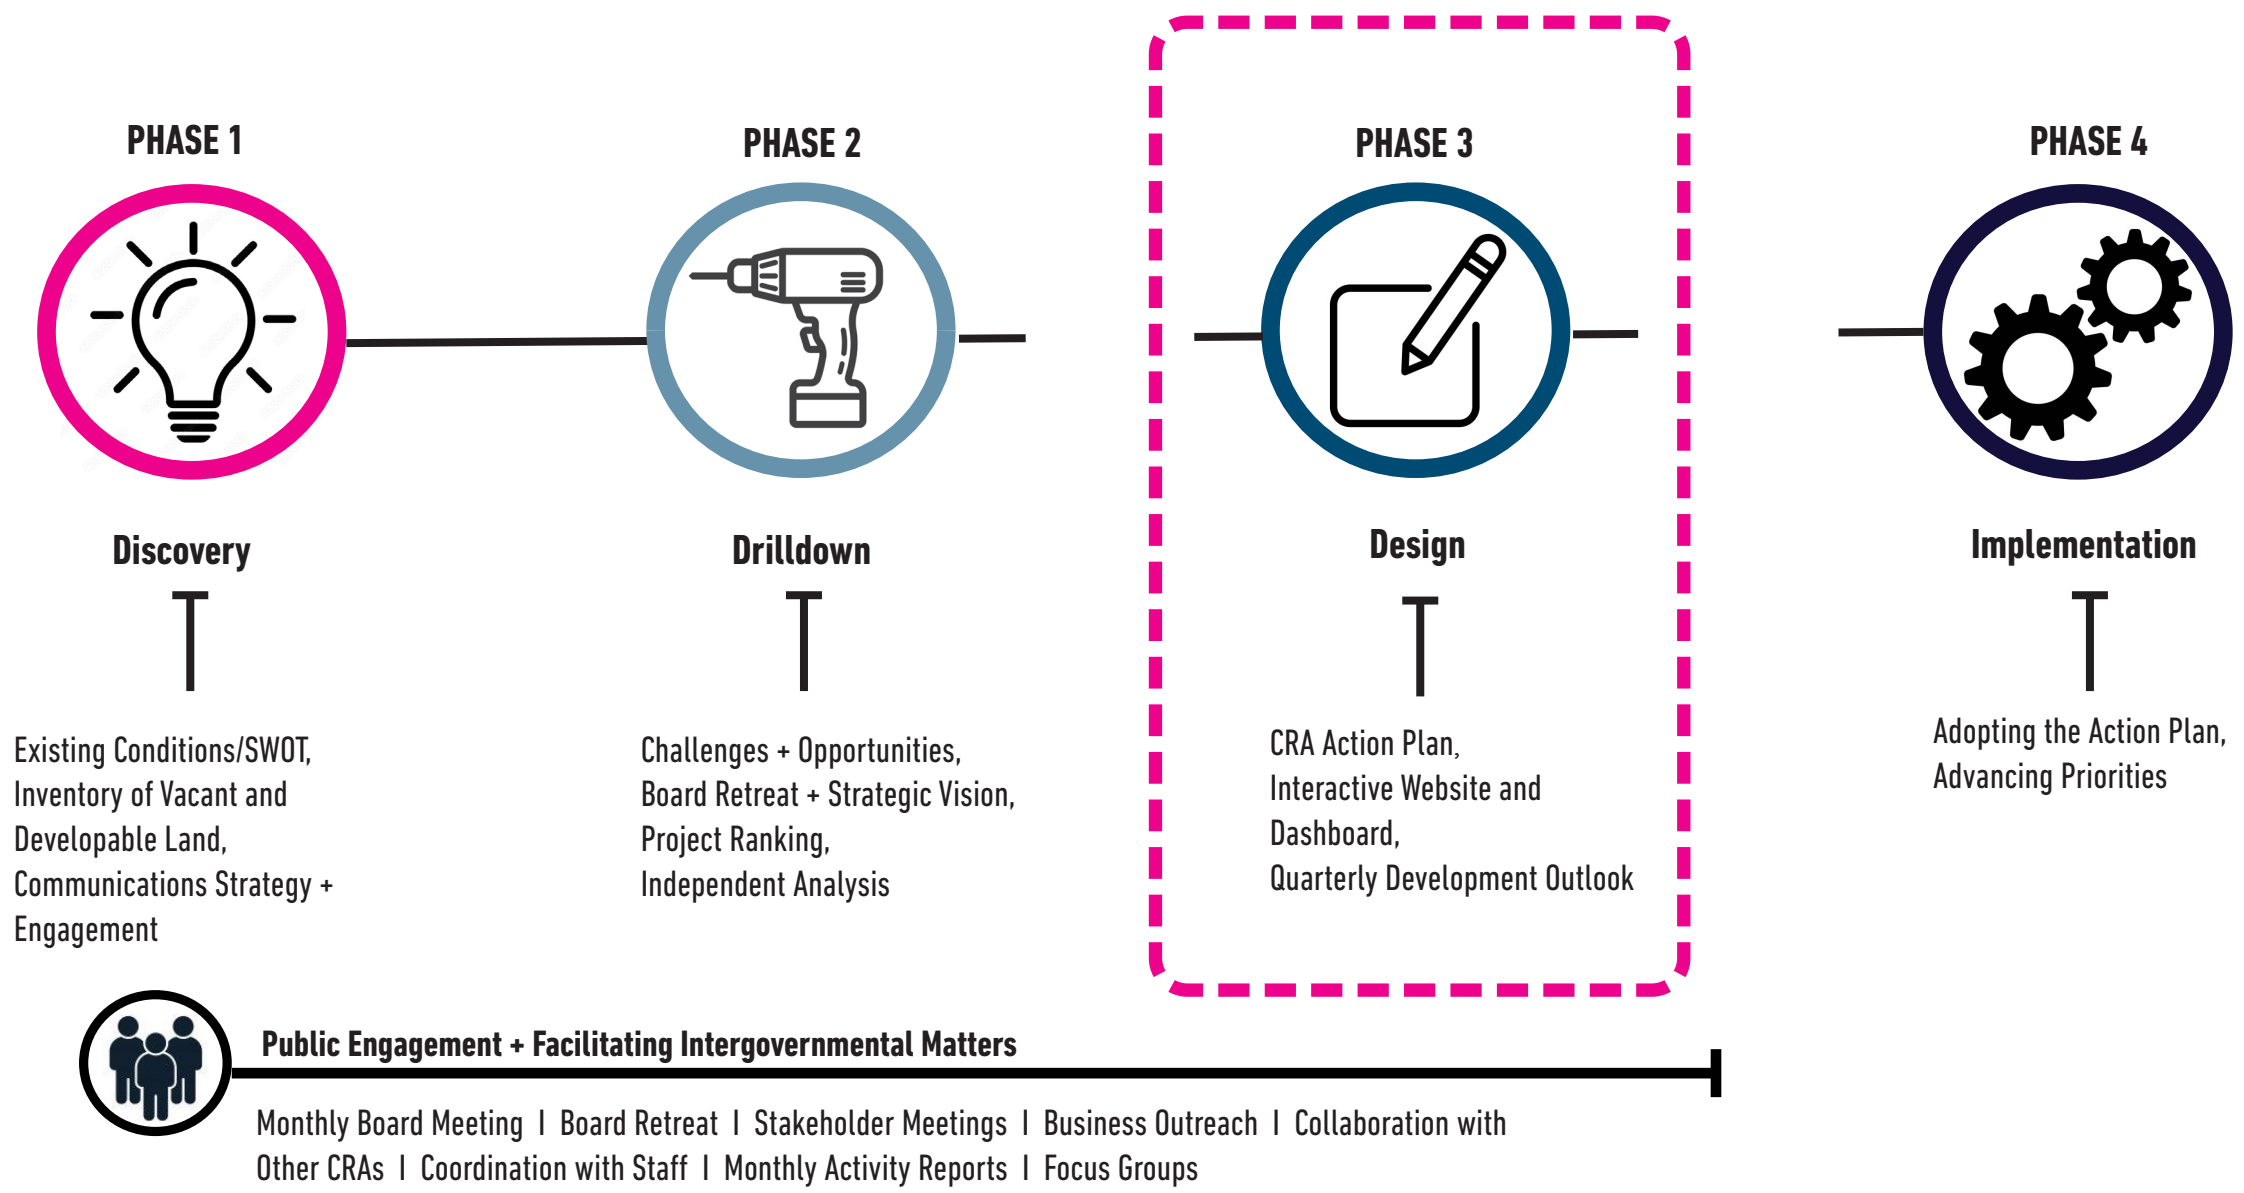 PHASE 1
Discovery
Existing Conditions/SWOT,
Inventory of Vacant and
Developable Land,
Communications Strategy +
Engagement
PHASE 2
Drilldown
Challenges + Opportunities,
Board Retreat + Strategic Vision,
Project Ranking,
Independent Analysis
PHASE 3
Design
CRA Action Plan,
Interactive Website and
Dashboard,
Quarterly Development Outlook
PHASE 4
Implementation
Adopting the Action Plan,
Advancing Priorities
Public Engagement + Facilitating Intergovernmental Matters
Monthly Board Meeting I Board Retreat I Stakeholder Meetings I Business Outreach I Collaboration with
Other CRAs I Coordination with Staff I Monthly Activity Reports I Focus Groups